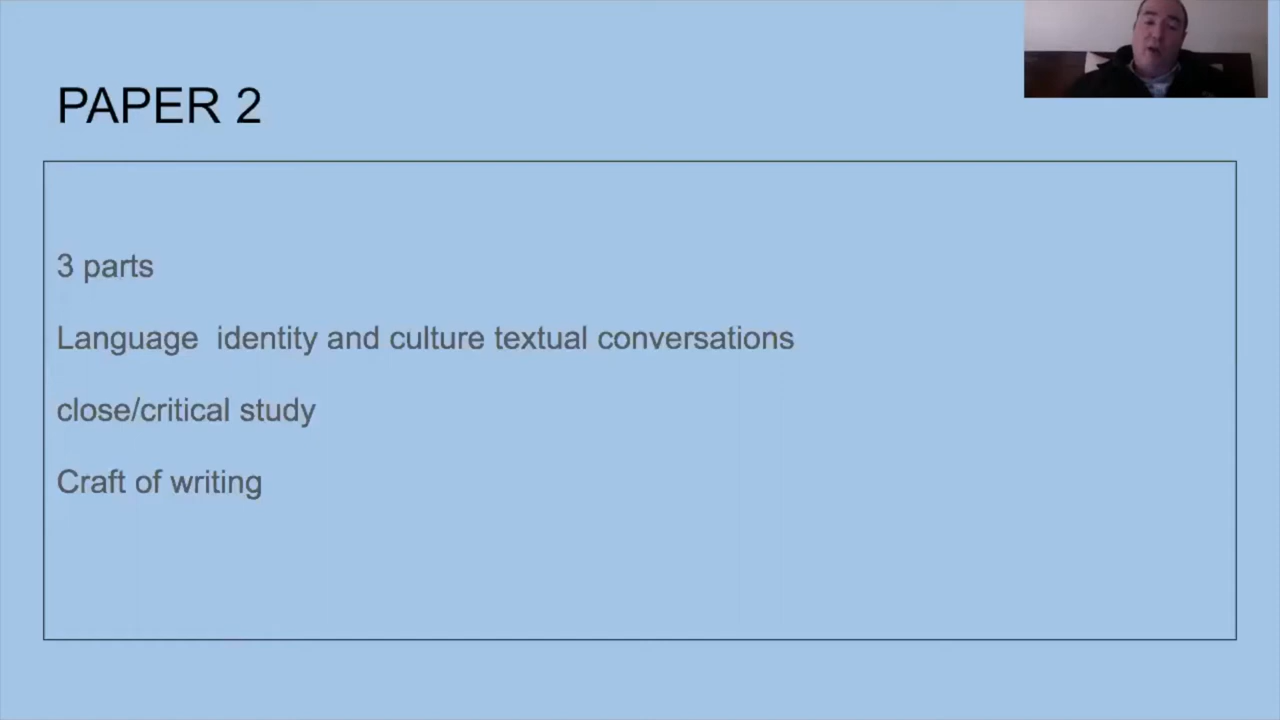 PAPER 2
3 parts
Language  identity and culture textual conversations
close/critical study
Craft of writing